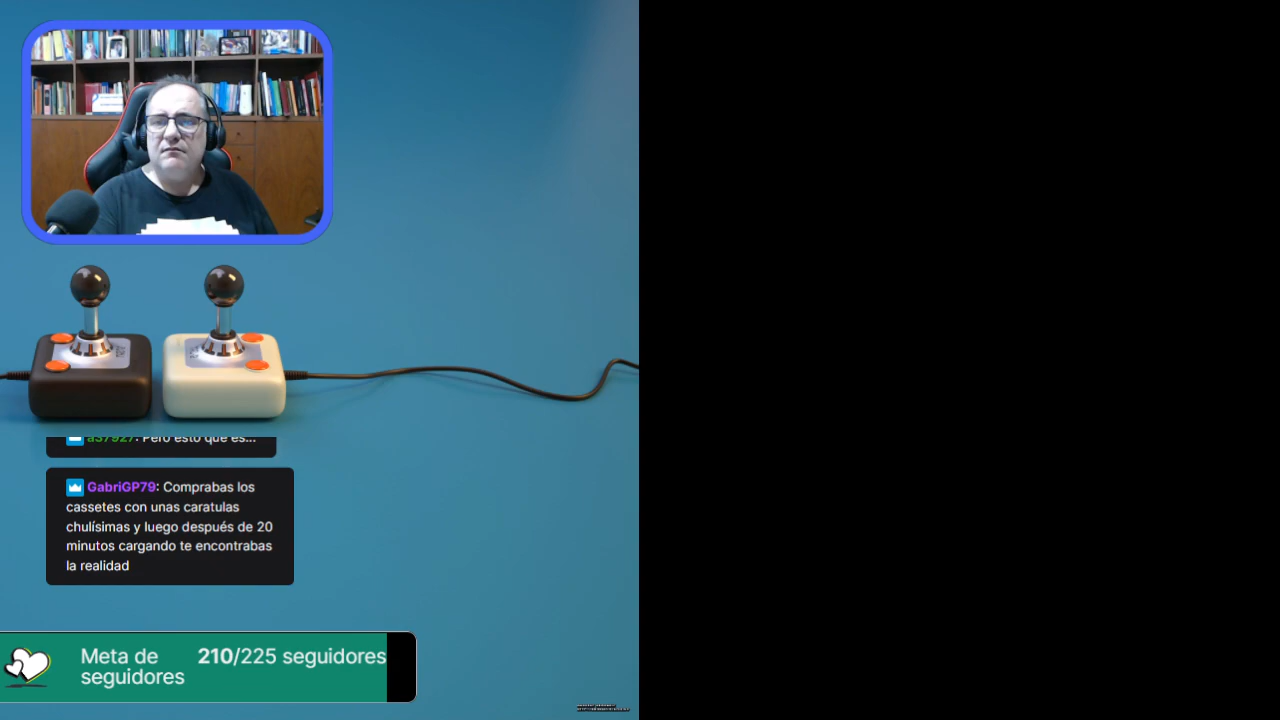 a37927: Pero esto que es...
GabriGP79: Comprabas los
cassetes con unas caratulas
chulísimas y luego después de 20
minutos cargando te encontrabas
la realidad
Meta de
seguidores
210/225 seguidores